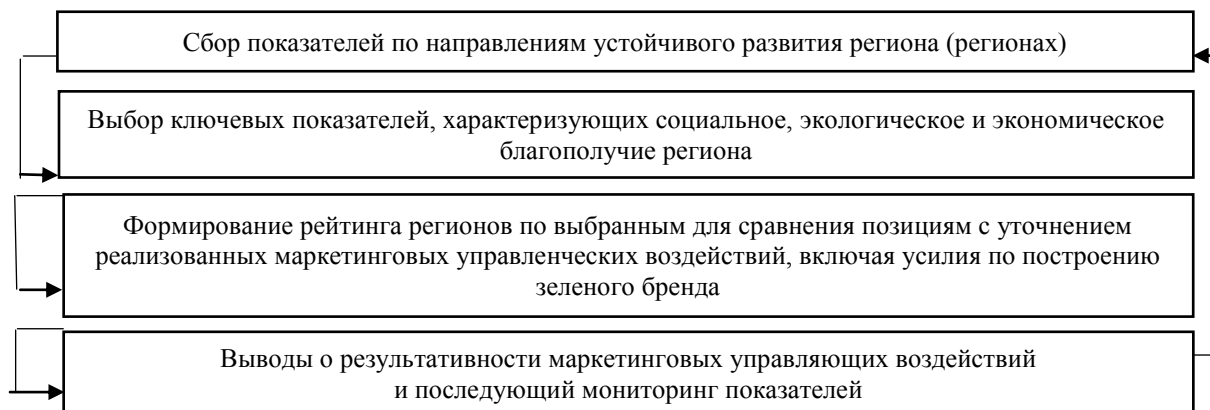 Сбор показателей по направлениям устойчивого развития региона (регионах)
Выбор ключевых показателей, характеризующих социальное, экологическое и экономическое
благополучие региона
Формирование рейтинга регионов по выбранным для сравнения позициям с уточнением
реализованных маркетинговых управленческих воздействий, включая усилия по построению
зеленого бренда
Выводы о результативности маркетинговых управляющих воздействий
и последующий мониторинг показателей